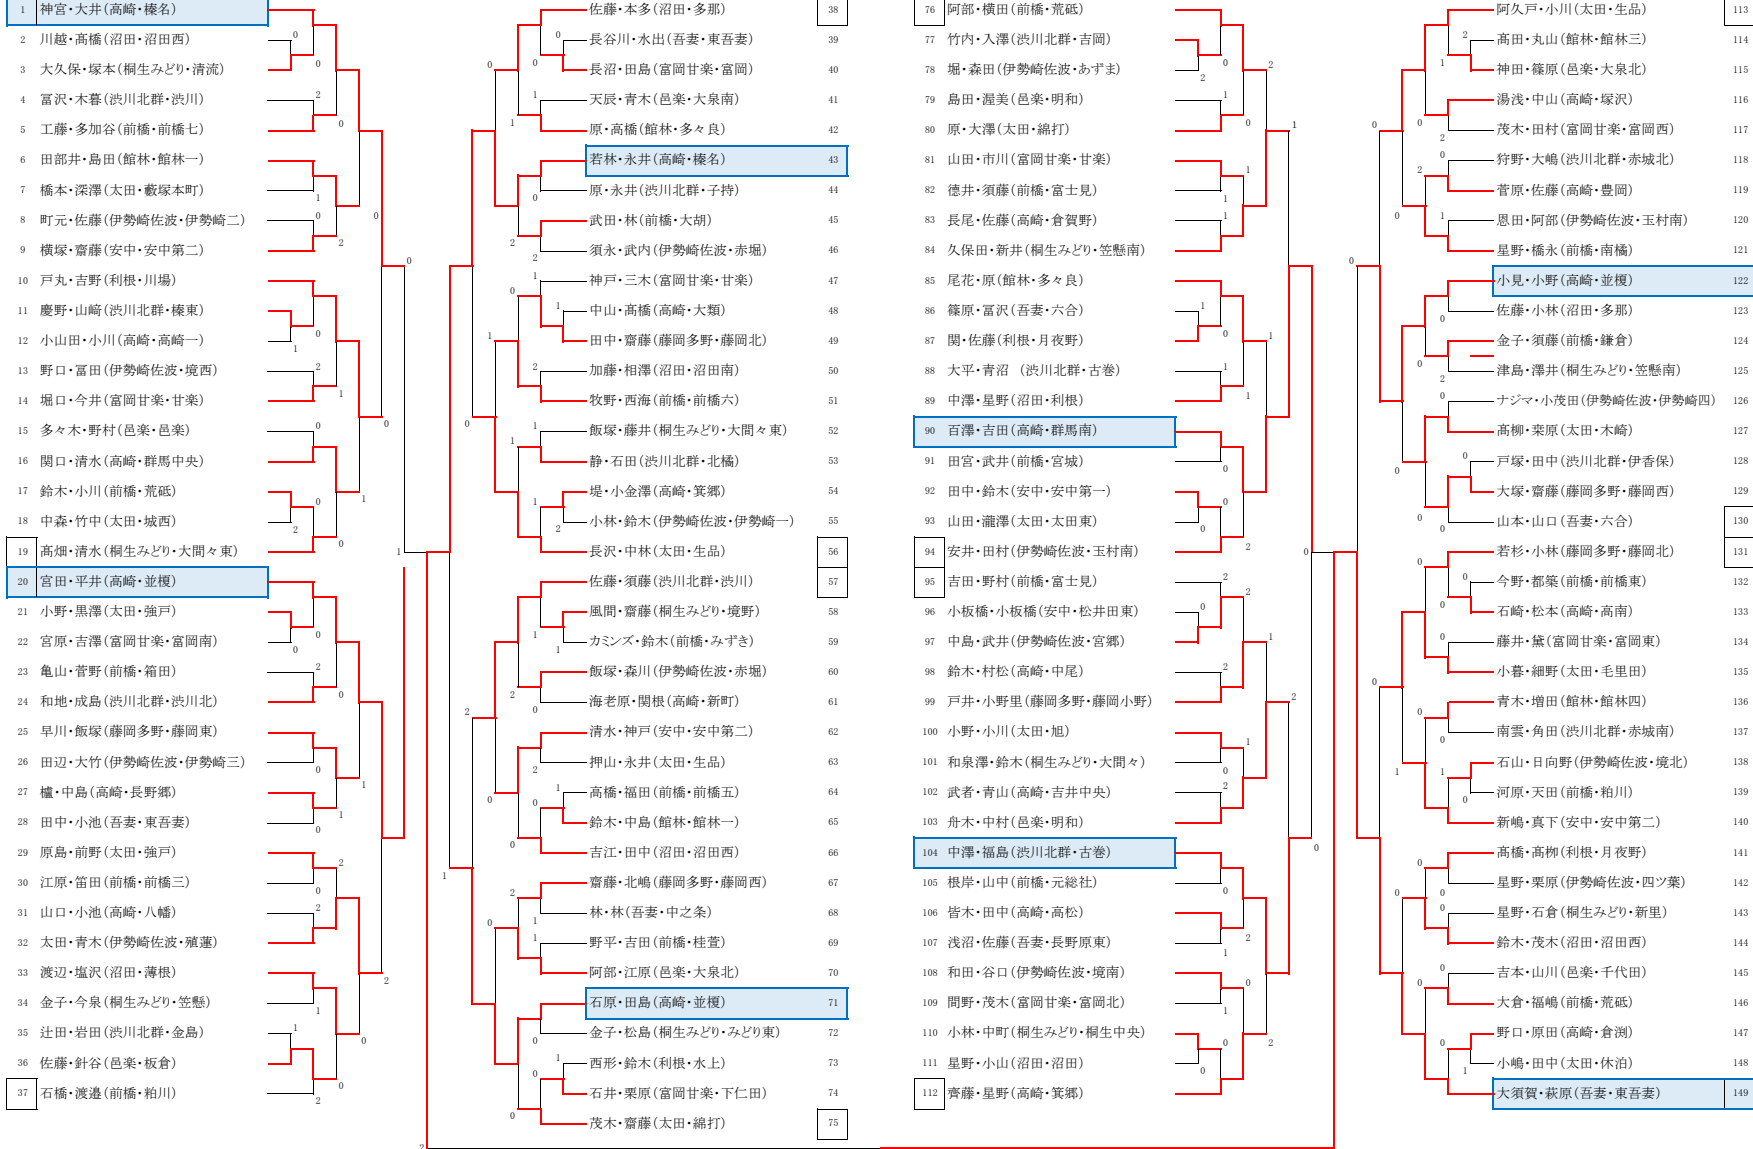 1 神宮・大井(高崎・榛名)
2 川越・髙橋(沼田・沼田西)
3 大久保・塚本(桐生みどり・清流)
4 冨沢・木暮(渋川北群・渋川)
5 工藤・多加谷(前橋・前橋七)
6 田部井・島田(館林・館林一)
7 橋本・深澤(太田・藪塚本町)
8 町元・佐藤(伊勢崎佐波・伊勢崎二)
9 横塚・齋藤(安中・安中第二)
10 戸丸・吉野(利根・川場)
11 慶野・山﨑(渋川北群・榛東)
12 小山田・小川(高崎・高崎一)
13 野口・冨田(伊勢崎佐波・境西)
14 堀口・今井(富岡甘楽・甘楽)
15 多々木・野村(邑楽・邑楽)
16 関口・清水(高崎・群馬中央)
17 鈴木・小川(前橋・荒砥)
18 中森・竹中(太田・城西)
19 髙畑・清水(桐生みどり・大間々東)
20 宮田・平井(高崎・並榎)
21 小野・黒澤(太田・強戸)
22 宮原・吉澤(富岡甘楽・富岡南)
23 亀山・菅野(前橋・箱田)
24 和地・成島(渋川北群・渋川北)
25 早川・飯塚(藤岡多野・藤岡東)
26 田辺・大竹(伊勢崎佐波・伊勢崎三)
27 櫨・中島(高崎・長野郷)
28 田中・小池(吾妻・東吾妻)
29 原島・前野(太田・強戸)
30 江原・笛田(前橋・前橋三)
31 山口・小池(高崎・八幡)
32 太田・青木(伊勢崎佐波・殖蓮)
33 渡辺・塩沢(沼田・薄根)
34 金子・今泉(桐生みどり・笠懸)
35 辻田・岩田(渋川北群・金島)
36 佐藤・針谷(邑楽・板倉)
37 石橋・渡邉(前橋・粕川)
佐藤・本多(沼田・多那) 38
長谷川・水出(吾妻・東吾妻) 39
長沼・田島(富岡甘楽・富岡) 40
天辰・青木(邑楽・大泉南) 41
原・高橋(館林・多々良) 42
若林・永井(高崎・榛名) 43
原・永井(渋川北群・子持) 44
武田・林(前橋・大胡) 45
須永・武内(伊勢崎佐波・赤堀) 46
神戸・三木(富岡甘楽・甘楽) 47
中山・髙橋(高崎・大類) 48
田中・齋藤(藤岡多野・藤岡北) 49
加藤・相澤(沼田・沼田南) 50
牧野・西海(前橋・前橋六) 51
飯塚・藤井(桐生みどり・大間々東) 52
静・石田(渋川北群・北橘) 53
堤・小金澤(高崎・箕郷) 54
小林・鈴木(伊勢崎佐波・伊勢崎一) 55
長沢・中林(太田・生品) 56
佐藤・須藤(渋川北群・渋川) 57
風間・齋藤(桐生みどり・境野) 58
カミンズ・鈴木(前橋・みずき) 59
飯塚・森川(伊勢崎佐波・赤堀) 60
海老原・関根(高崎・新町) 61
清水・神戸(安中・安中第二) 62
押山・永井(太田・生品) 63
高橋・福田(前橋・前橋五) 64
鈴木・中島(館林・館林一) 65
吉江・田中(沼田・沼田西) 66
齋藤・北嶋(藤岡多野・藤岡西) 67
林・林(吾妻・中之条) 68
野平・吉田(前橋・桂萱) 69
阿部・江原(邑楽・大泉北) 70
石原・田島(高崎・並榎) 71
金子・松島(桐生みどり・みどり東) 72
西形・鈴木(利根・水上) 73
石井・栗原(富岡甘楽・下仁田) 74
茂木・齋藤(太田・綿打) 75
76 阿部・横田(前橋・荒砥)
77 竹内・入澤(渋川北群・吉岡)
78 堀・森田(伊勢崎佐波・あずま)
79 島田・渥美(邑楽・明和)
80 原・大澤(太田・綿打)
81 山田・市川(富岡甘楽・甘楽)
82 徳井・須藤(前橋・富士見)
83 長尾・佐藤(高崎・倉賀野)
84 久保田・新井(桐生みどり・笠懸南)
85 尾花・原(館林・多々良)
86 篠原・冨沢(吾妻・六合)
87 関・佐藤(利根・月夜野)
88 大平・青沼 (渋川北群・古巻)
89 中澤・星野(沼田・利根)
90 百澤・吉田(高崎・群馬南)
91 田宮・武井(前橋・宮城)
92 田中・鈴木(安中・安中第一)
93 山田・瀧澤(太田・太田東)
94 安井・田村(伊勢崎佐波・玉村南)
95 吉田・野村(前橋・富士見)
96 小板橋・小板橋(安中・松井田東)
97 中島・武井(伊勢崎佐波・宮郷)
98 鈴木・村松(高崎・中尾)
99 戸井・小野里(藤岡多野・藤岡小野)
100 小野・小川(太田・旭)
101 和泉澤・鈴木(桐生みどり・大間々)
102 武者・青山(高崎・吉井中央)
103 舟木・中村(邑楽・明和)
104 中澤・福島(渋川北群・古巻)
105 根岸・山中(前橋・元総社)
106 皆木・田中(高崎・高松)
107 浅沼・佐藤(吾妻・長野原東)
108 和田・谷口(伊勢崎佐波・境南)
109 間野・茂木(富岡甘楽・富岡北)
110 小林・中町(桐生みどり・桐生中央)
111 星野・小山(沼田・沼田)
112 齊藤・星野(高崎・箕郷)
阿久戸・小川(太田・生品) 113
髙田・丸山(館林・館林三) 114
神田・篠原(邑楽・大泉北) 115
湯浅・中山(高崎・塚沢) 116
茂木・田村(富岡甘楽・富岡西) 117
狩野・大嶋(渋川北群・赤城北) 118
菅原・佐藤(高崎・豊岡) 119
恩田・阿部(伊勢崎佐波・玉村南) 120
星野・橋永(前橋・南橘) 121
小見・小野(高崎・並榎) 122
佐藤・小林(沼田・多那) 123
金子・須藤(前橋・鎌倉) 124
津島・澤井(桐生みどり・笠懸南) 125
ナジマ・小茂田(伊勢崎佐波・伊勢崎四) 126
髙柳・栞原(太田・木崎) 127
戸塚・田中(渋川北群・伊香保) 128
大塚・齋藤(藤岡多野・藤岡西) 129
山本・山口(吾妻・六合) 130
若杉・小林(藤岡多野・藤岡北) 131
今野・都築(前橋・前橋東) 132
石崎・松本(高崎・高南) 133
藤井・黛(富岡甘楽・富岡東) 134
小暮・細野(太田・毛里田) 135
青木・増田(館林・館林四) 136
南雲・角田(渋川北群・赤城南) 137
石山・日向野(伊勢崎佐波・境北) 138
河原・天田(前橋・粕川) 139
新嶋・真下(安中・安中第二) 140
髙橋・髙栁(利根・月夜野) 141
星野・栗原(伊勢崎佐波・四ツ葉) 142
星野・石倉(桐生みどり・新里) 143
鈴木・茂木(沼田・沼田西) 144
吉本・山川(邑楽・千代田) 145
大倉・福嶋(前橋・荒砥) 146
野口・原田(高崎・倉渕) 147
小嶋・田中(太田・休泊) 148
大須賀・萩原(吾妻・東吾妻) 149